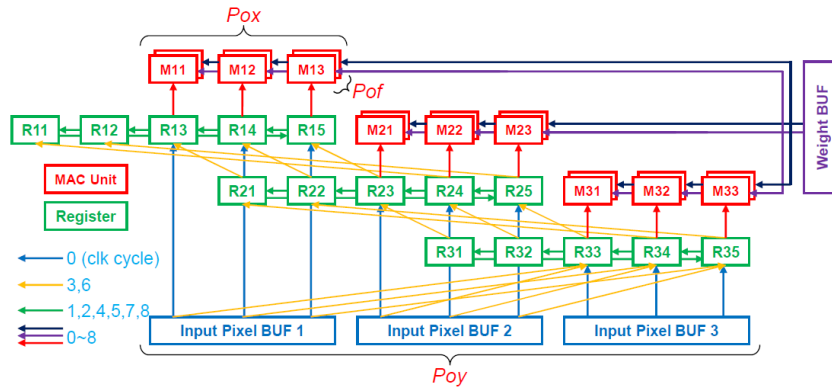 Pox
M11 M12 M13
Pof
R11 R12 R13 R14 R15
M21 M22 M23
Weight BUF
MAC Unit
R21 R22 R23 R24 R25
M31 M32 M33
Register
R31 R32 R33 R34 R35
0 (clk cycle)
3,6
1,2,4,5,7,8
0~8
Input Pixel BUF 1
Input Pixel BUF 2
Input Pixel BUF 3
Poy